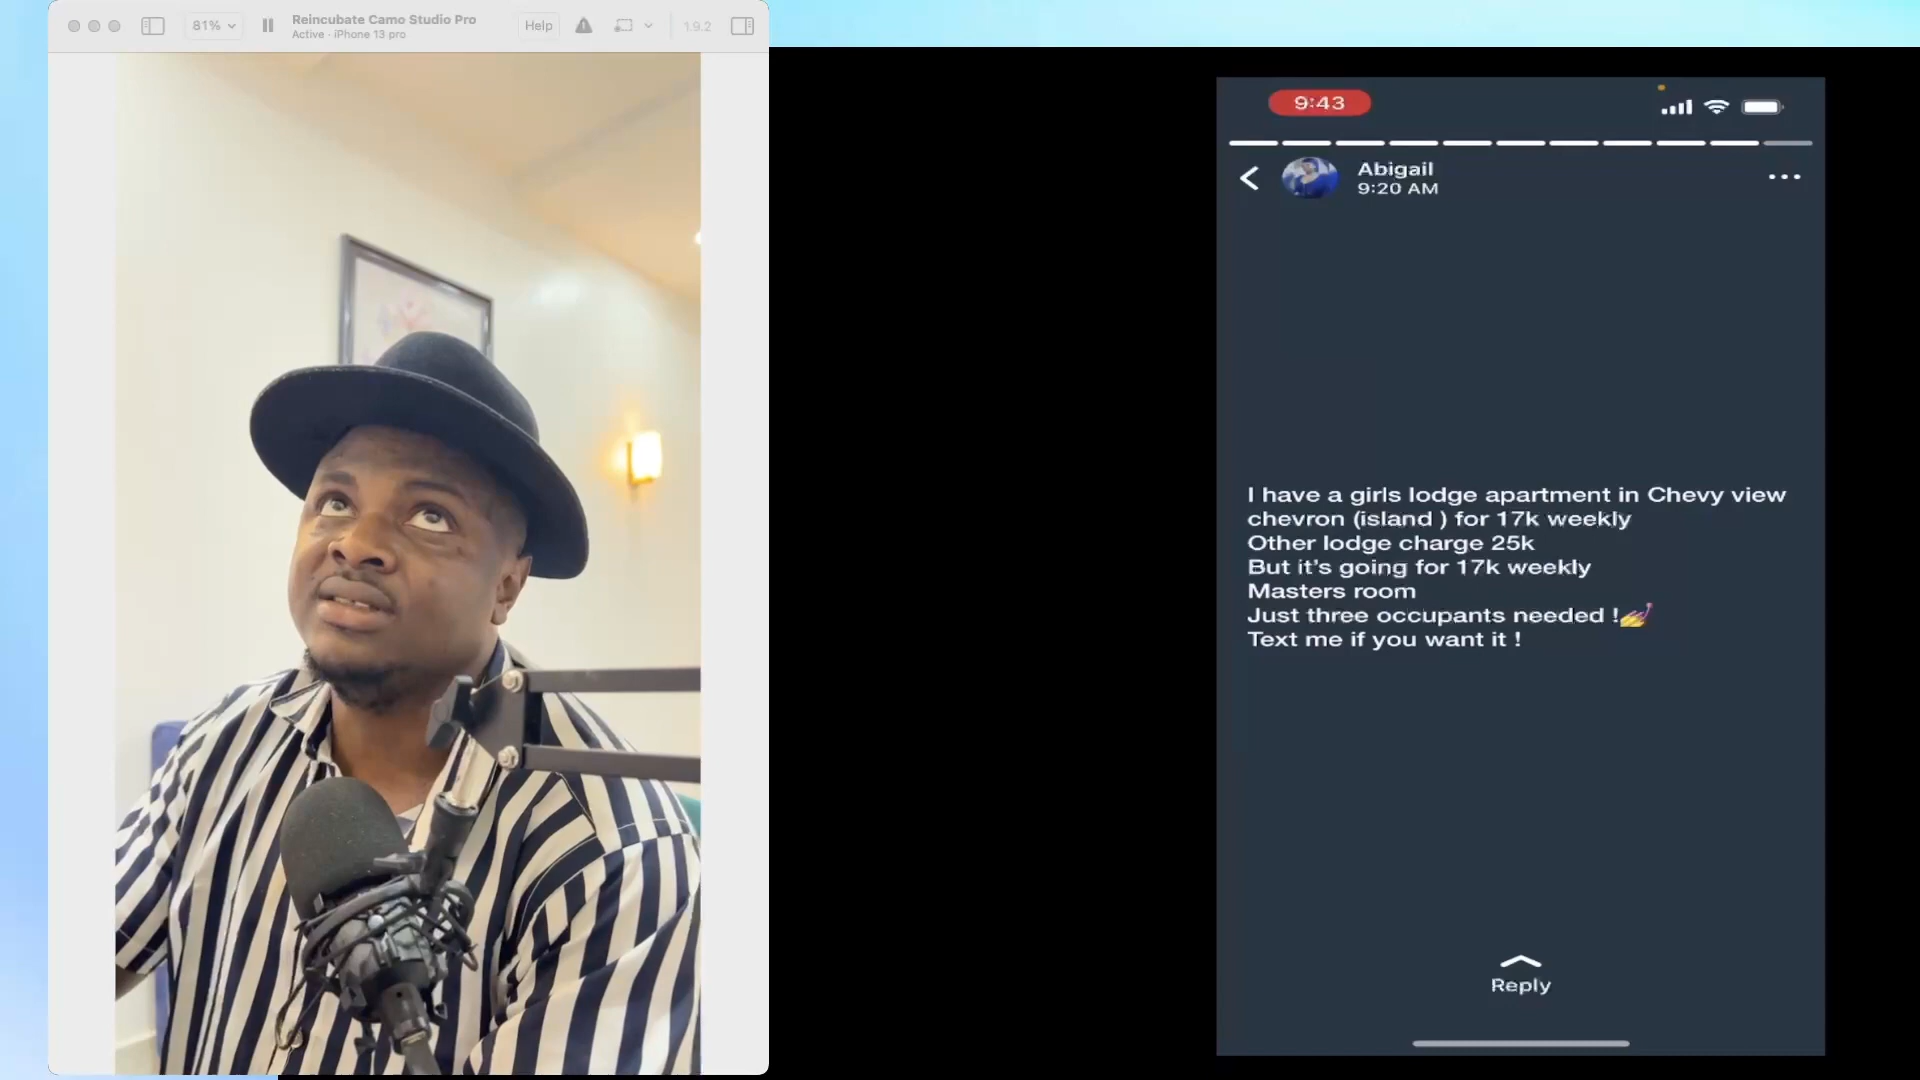 81%
Reincubate Camo Studio Pro
Active - iPhone 13 pro
Help
1.9.2
9:43
Abigail
9:20 AM
I have a girls lodge apartment in Chevy view
chevron (island ) for 17k weekly
Other lodge charge 25k
But it's going for 17k weekly
Masters room
Just three occupants needed !💅
Text me if you want it !
Reply